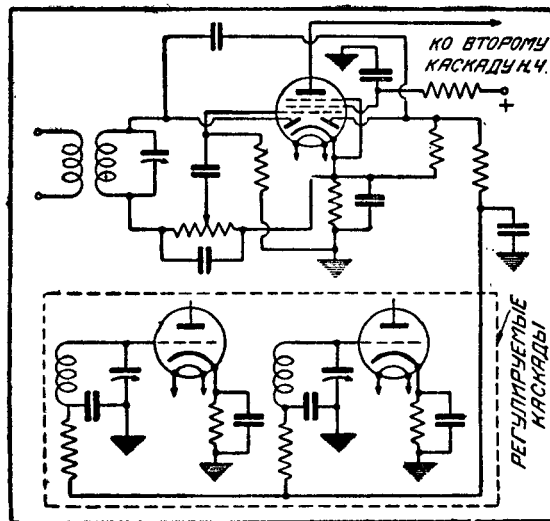 КО ВТОРОМУ
КАСКАДУ Н.Ч.
+
РЕГУЛИРУЕМЫЕ
КАСКАДЫ